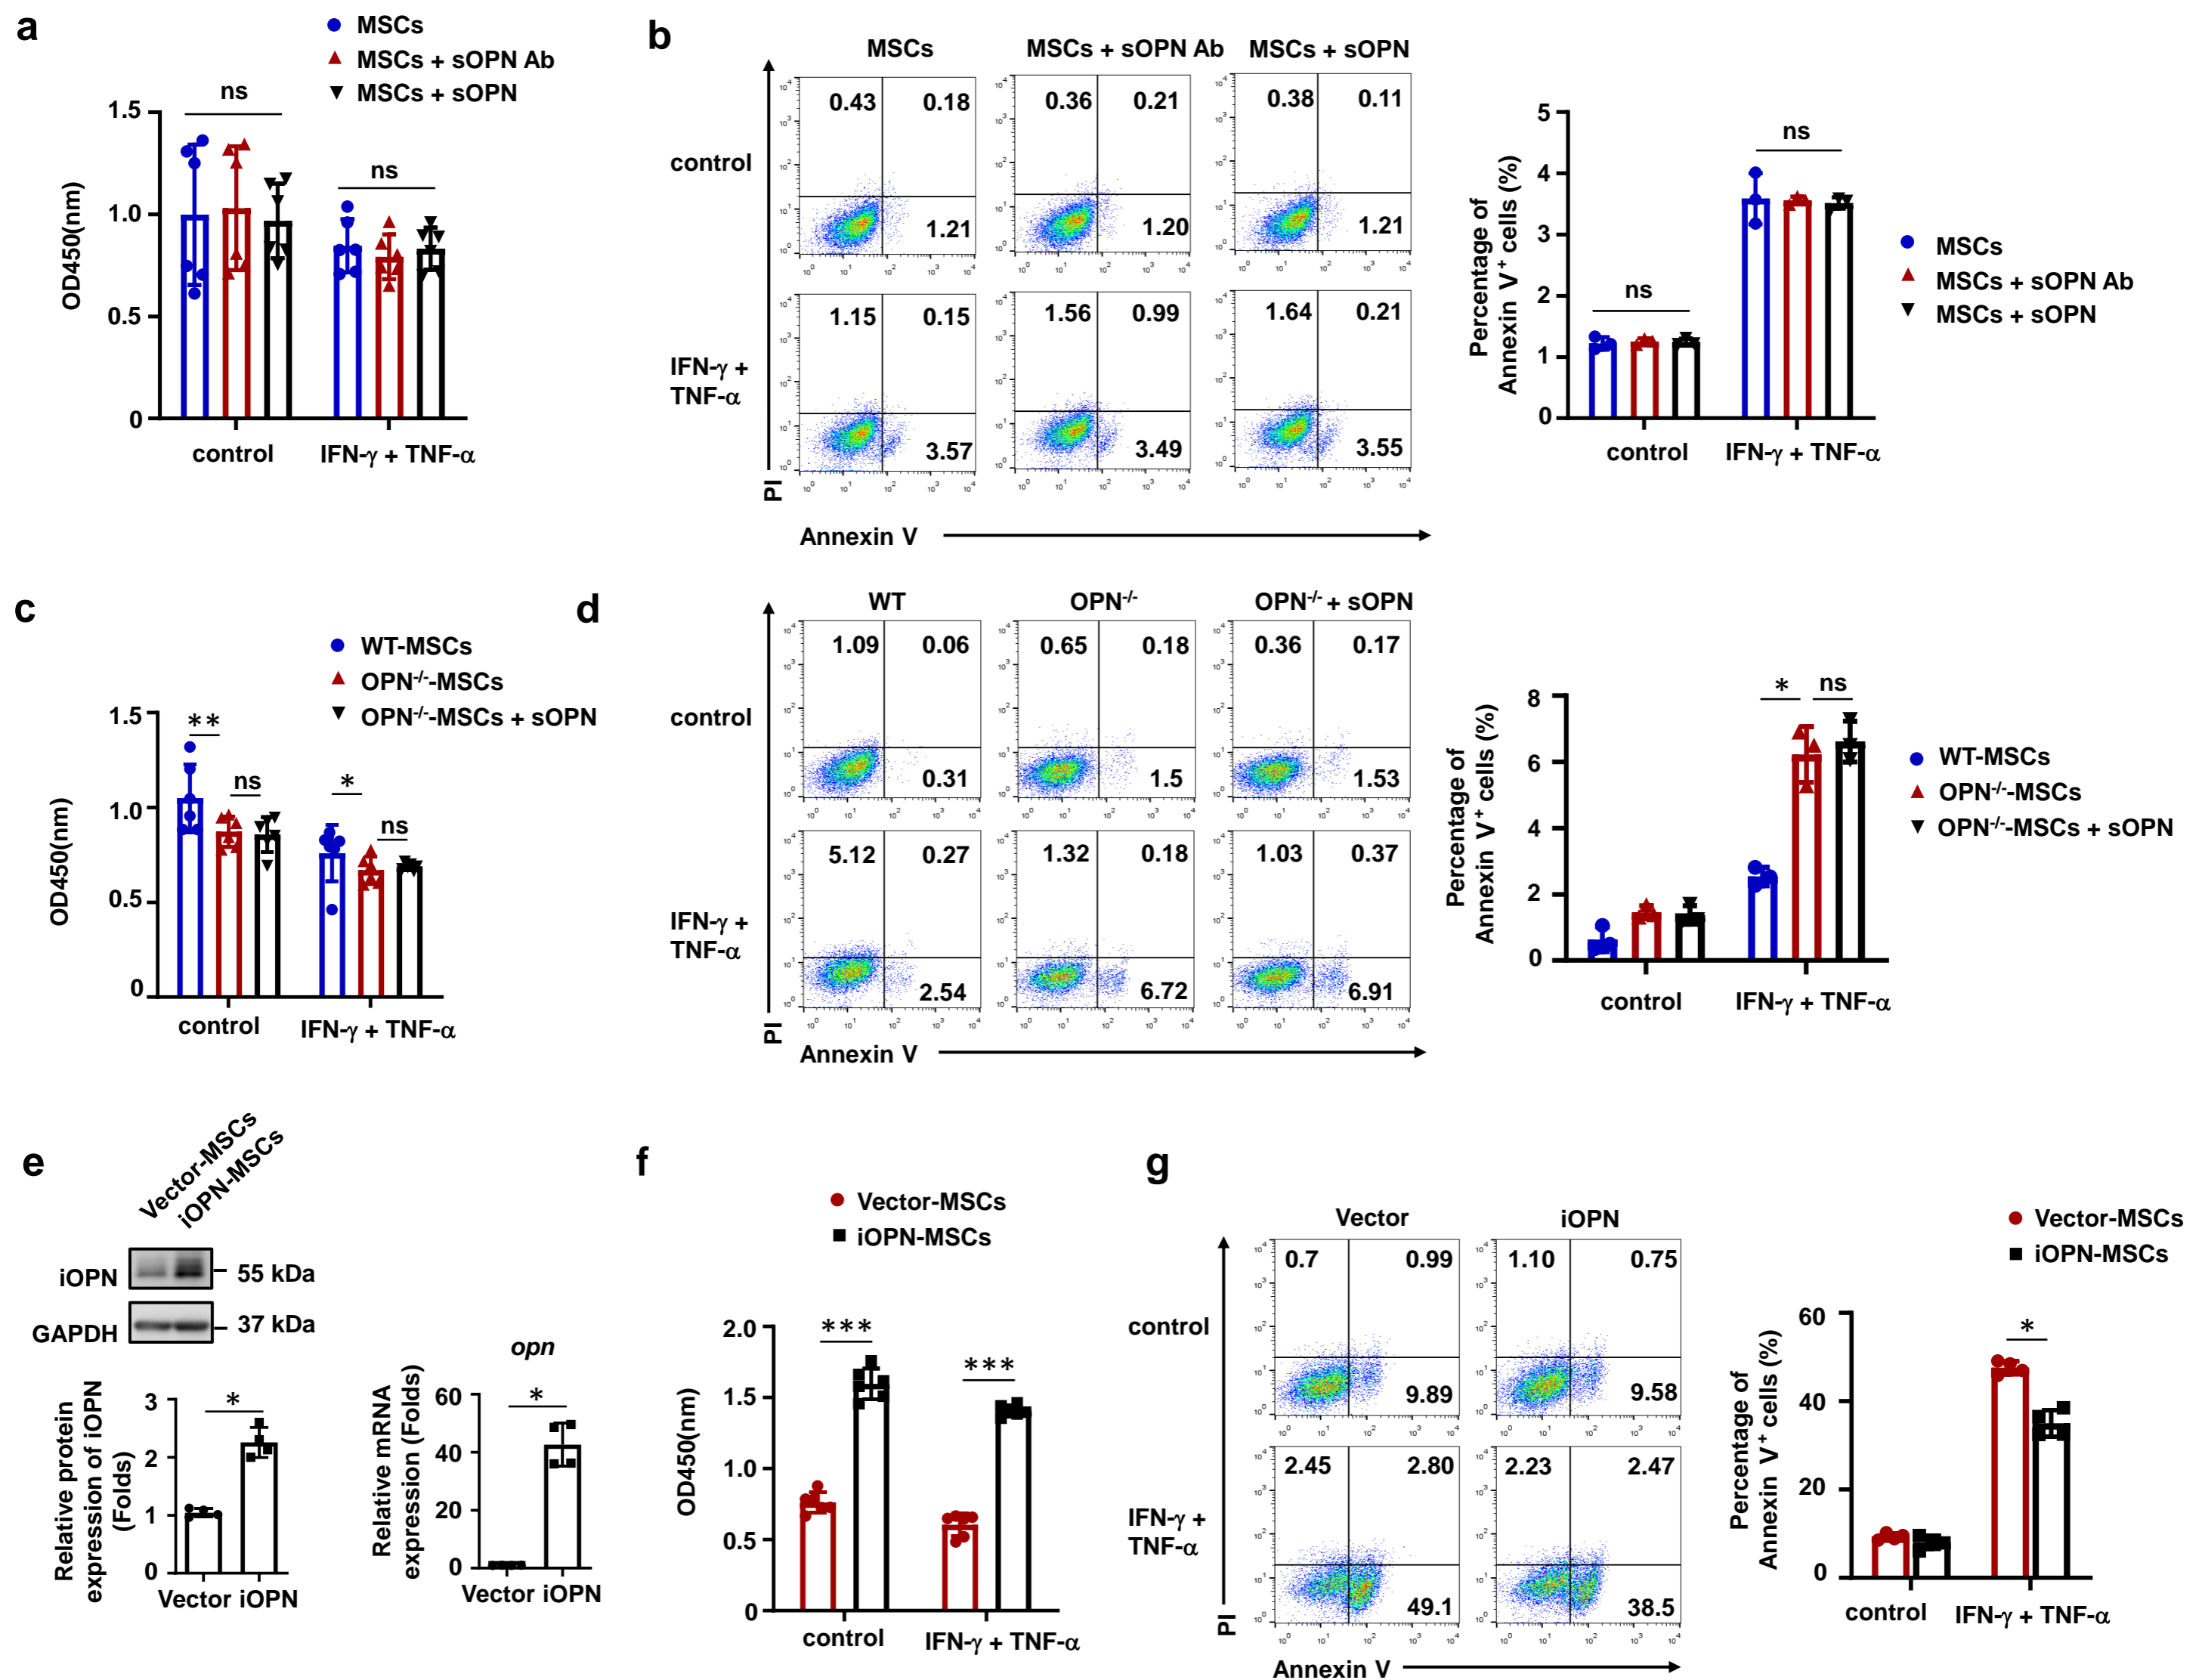 a
MSCs
MSCs + sOPN Ab
MSCs + sOPN
ns
ns
OD450(nm)
1.5
1.0
0.5
0
control
IFN-γ + TNF-α
b
MSCs
MSCs + sOPN Ab
MSCs + sOPN
control
0.43
0.18
1.21
0.36
0.21
1.20
0.38
0.11
1.21
IFN-γ +
TNF-α
1.15
0.15
3.57
1.56
0.99
3.49
1.64
0.21
3.55
PI
Annexin V
Percentage of
Annexin V⁺ cells (%)
5
4
3
2
1
0
ns
ns
control
IFN-γ + TNF-α
MSCs
MSCs + sOPN Ab
MSCs + sOPN
c
WT-MSCs
OPN⁻/⁻-MSCs
OPN⁻/⁻-MSCs + sOPN
**
ns
*
ns
OD450(nm)
1.5
1.0
0.5
0
control
IFN-γ + TNF-α
d
WT
OPN⁻/⁻
OPN⁻/⁻ + sOPN
control
1.09
0.06
0.31
0.65
0.18
1.5
0.36
0.17
1.53
IFN-γ +
TNF-α
5.12
0.27
2.54
1.32
0.18
6.72
1.03
0.37
6.91
PI
Annexin V
Percentage of
Annexin V⁺ cells (%)
8
6
4
2
0
*
ns
control
IFN-γ + TNF-α
WT-MSCs
OPN⁻/⁻-MSCs
OPN⁻/⁻-MSCs + sOPN
e
Vector-MSCs
iOPN-MSCs
iOPN
55 kDa
GAPDH
37 kDa
Relative protein
expression of iOPN
(Folds)
3
2
1
0
*
Vector iOPN
opn
Relative mRNA
expression (Folds)
60
40
20
0
*
Vector iOPN
f
Vector-MSCs
iOPN-MSCs
***
***
OD450(nm)
2.0
1.5
1.0
0.5
0
control
IFN-γ + TNF-α
g
Vector
iOPN
control
0.7
0.99
9.89
1.10
0.75
9.58
IFN-γ +
TNF-α
2.45
2.80
49.1
2.23
2.47
38.5
PI
Annexin V
Vector-MSCs
iOPN-MSCs
Percentage of
Annexin V⁺ cells (%)
60
40
20
0
*
control
IFN-γ + TNF-α